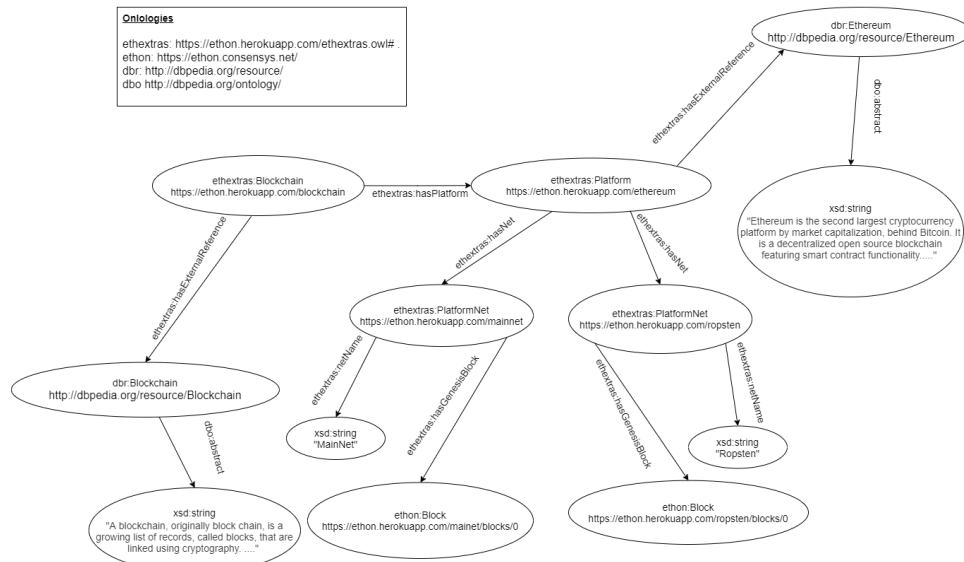 Onlologies
ethextras: https://ethon.herokuapp.com/ethextras.owl# .
ethon: https://ethon.consensys.net/
dbr: http://dbpedia.org/resource/
dbo http://dbpedia.org/ontology/
dbr:Ethereum
http://dbpedia.org/resource/Ethereum
ethextras:hasExternalReference
dbo:abstract
ethextras:Blockchain
https://ethon.herokuapp.com/blockchain
ethextras:hasPlatform
ethextras:Platform
https://ethon.herokuapp.com/ethereum
xsd:string
"Ethereum is the second largest cryptocurrency
platform by market capitalization, behind Bitcoin. It
is a decentralized open source blockchain
featuring smart contract functionality....."
ethextras:hasExternalReference
ethextras:hasNet
ethextras:hasNet
ethextras:PlatformNet
https://ethon.herokuapp.com/mainnet
ethextras:PlatformNet
https://ethon.herokuapp.com/ropsten
ethextras:netName
ethextras:hasGenesisBlock
ethextras:hasGenesisBlock
ethextras:netName
dbr:Blockchain
http://dbpedia.org/resource/Blockchain
dbo:abstract
xsd:string
"MainNet"
xsd:string
"Ropsten"
xsd:string
"A blockchain, originally block chain, is a
growing list of records, called blocks, that are
linked using cryptography. ...."
ethon:Block
https://ethon.herokuapp.com/mainet/blocks/0
ethon:Block
https://ethon.herokuapp.com/ropsten/blocks/0